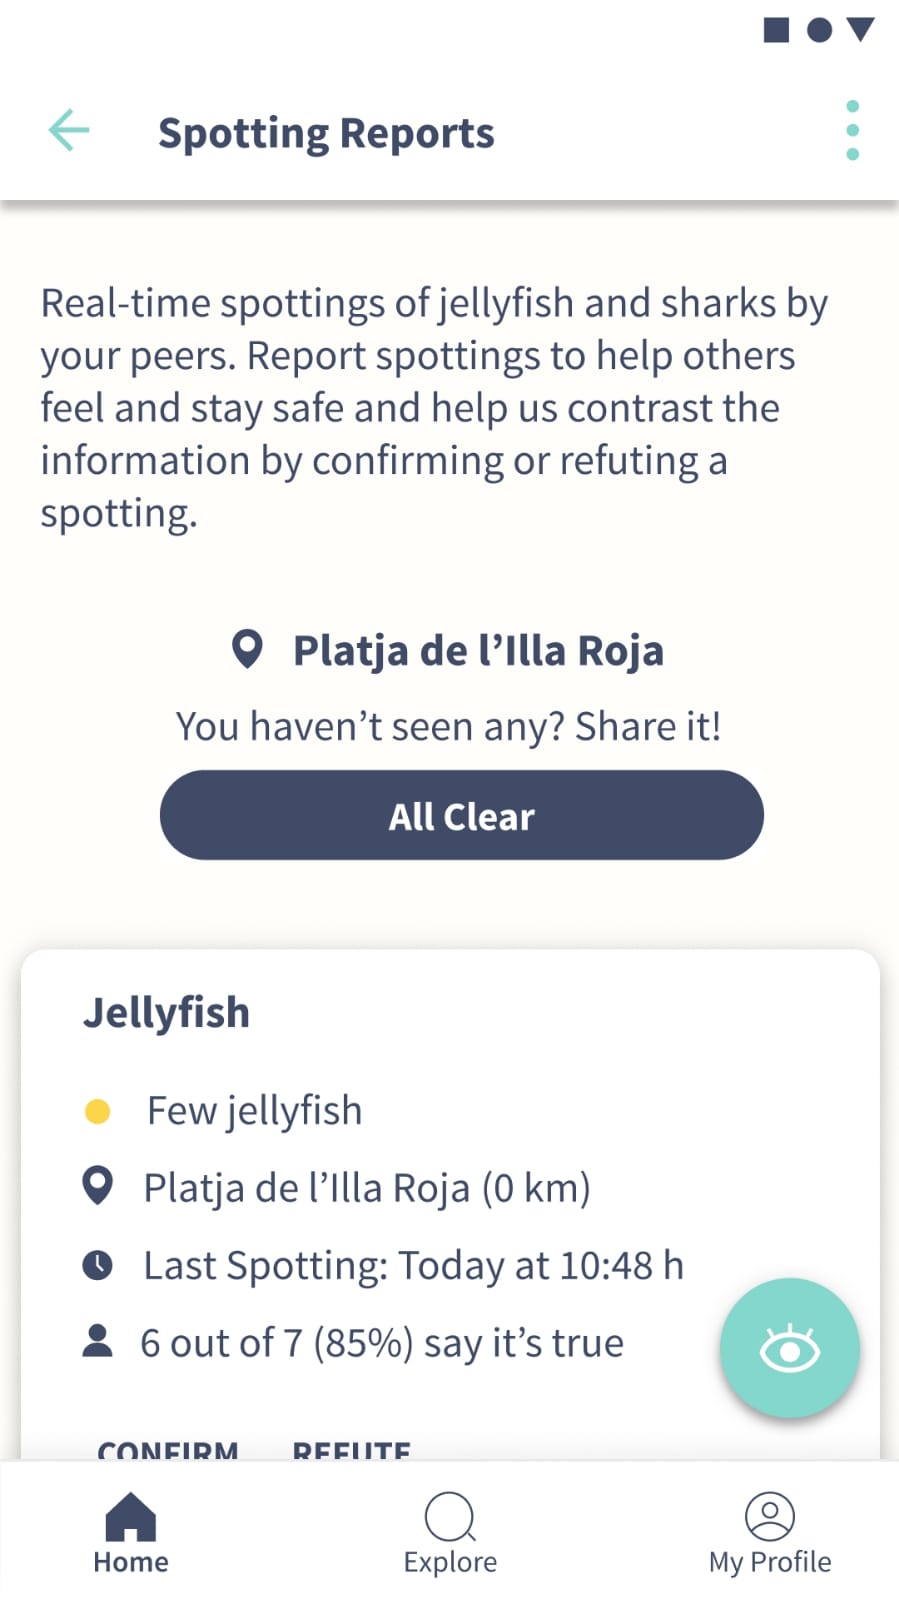 Spotting Reports
Real-time spottings of jellyfish and sharks by
your peers. Report spottings to help others
feel and stay safe and help us contrast the
information by confirming or refuting a
spotting.
Platja de l’Illa Roja
You haven’t seen any? Share it!
All Clear
Jellyfish
Few jellyfish
Platja de l’Illa Roja (0 km)
Last Spotting: Today at 10:48 h
6 out of 7 (85%) say it’s true
CONFIRM REFUTE
Home Explore My Profile